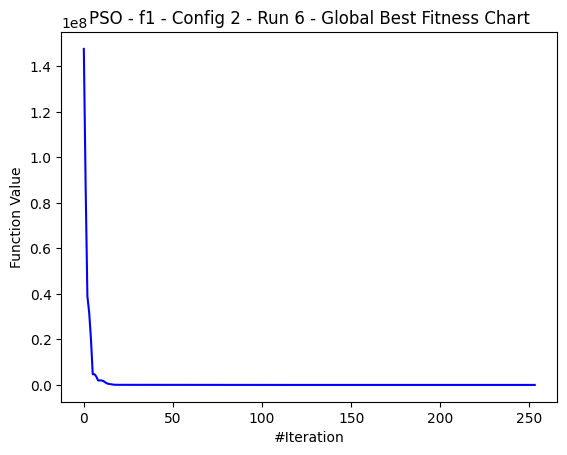 PSO - f1 - Config 2 - Run 6 - Global Best Fitness Chart
1e8
1.4
1.2
1.0
0.8
0.6
0.4
0.2
0.0
Function Value
0 50 100 150 200 250
#Iteration